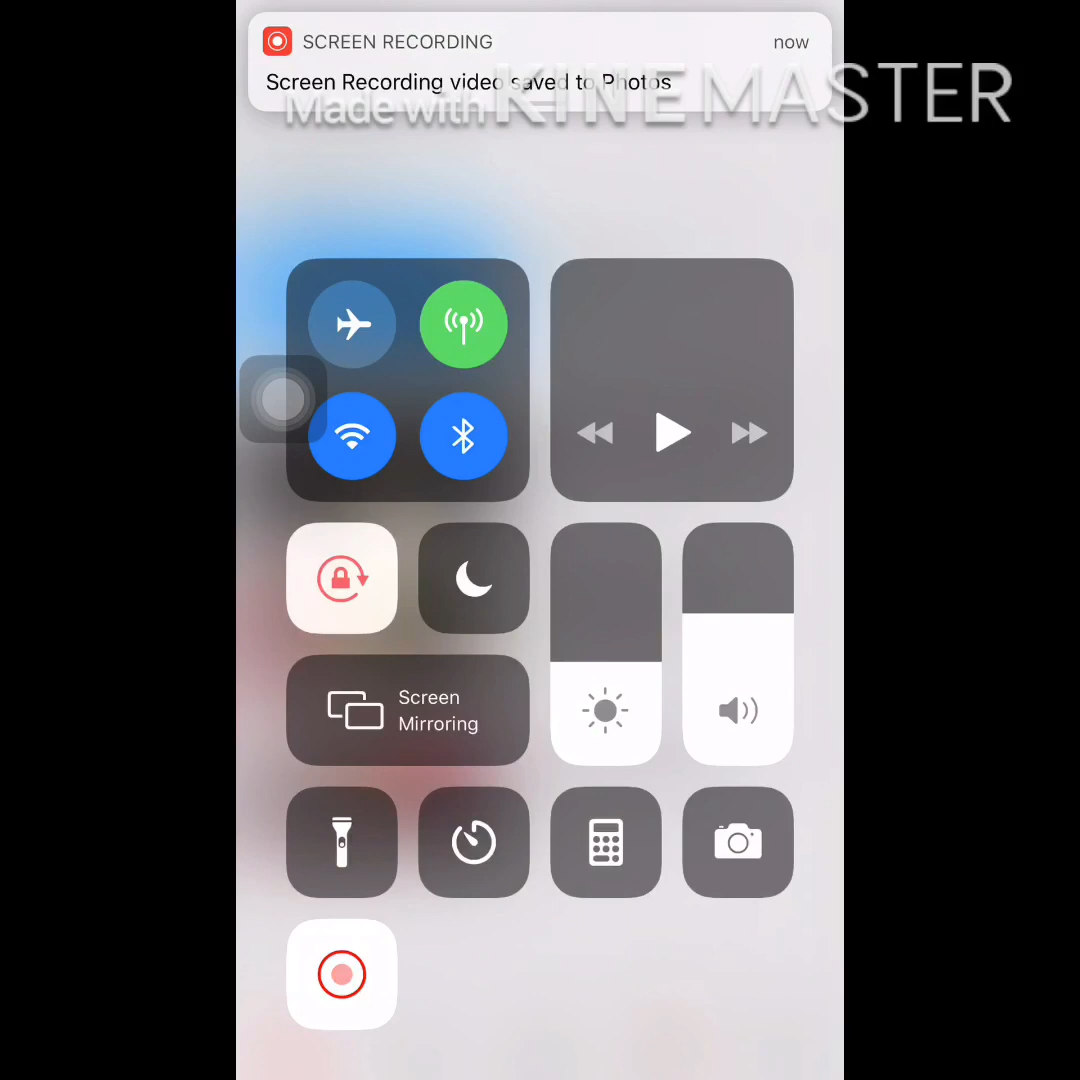 SCREEN RECORDING now
Screen Recording video saved to Photos
Made with KINEMASTER
Screen
Mirroring